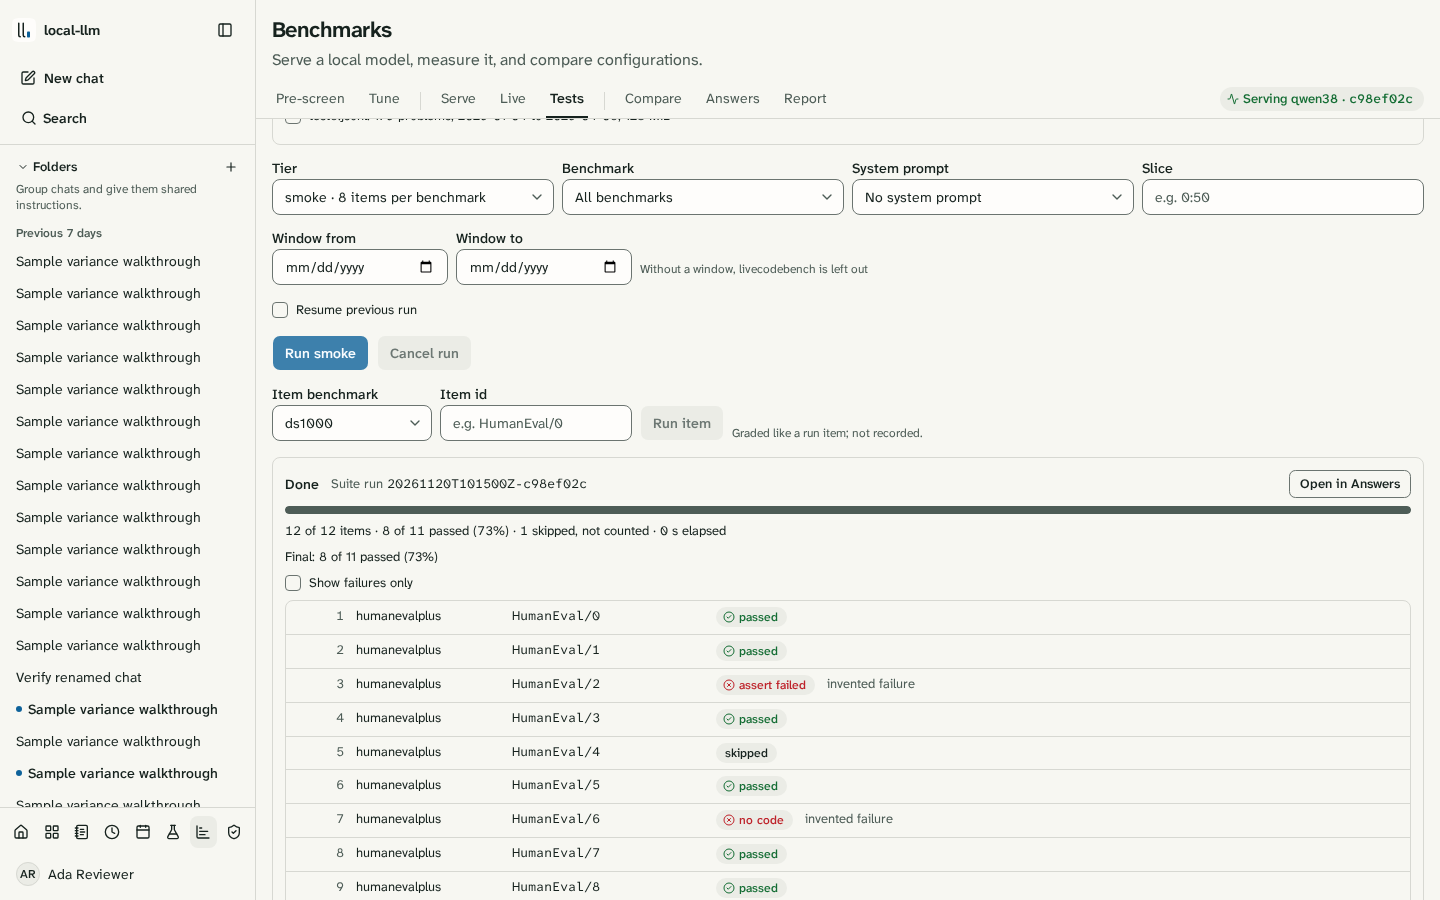 local-llm
New chat
Search
Folders
Group chats and give them shared
instructions.
Previous 7 days
Sample variance walkthrough
Sample variance walkthrough
Sample variance walkthrough
Sample variance walkthrough
Sample variance walkthrough
Sample variance walkthrough
Sample variance walkthrough
Sample variance walkthrough
Sample variance walkthrough
Sample variance walkthrough
Sample variance walkthrough
Sample variance walkthrough
Sample variance walkthrough
Verify renamed chat
Sample variance walkthrough
Sample variance walkthrough
Sample variance walkthrough
Sample variance walkthrough
AR Ada Reviewer
Benchmarks
Serve a local model, measure it, and compare configurations.
Pre-screen Tune Serve Live Tests Compare Answers Report
Serving qwen38 · c98ef02c
Tier Benchmark System prompt Slice
smoke · 8 items per benchmark All benchmarks No system prompt e.g. 0:50
Window from Window to
mm/dd/yyyy mm/dd/yyyy Without a window, livecodebench is left out
Resume previous run
Run smoke Cancel run
Item benchmark Item id
ds1000 e.g. HumanEval/0 Run item Graded like a run item; not recorded.
Done Suite run 20261120T101500Z-c98ef02c Open in Answers
12 of 12 items · 8 of 11 passed (73%) · 1 skipped, not counted · 0 s elapsed
Final: 8 of 11 passed (73%)
Show failures only
1 humanevalplus HumanEval/0 passed
2 humanevalplus HumanEval/1 passed
3 humanevalplus HumanEval/2 assert failed invented failure
4 humanevalplus HumanEval/3 passed
5 humanevalplus HumanEval/4 skipped
6 humanevalplus HumanEval/5 passed
7 humanevalplus HumanEval/6 no code invented failure
8 humanevalplus HumanEval/7 passed
9 humanevalplus HumanEval/8 passed